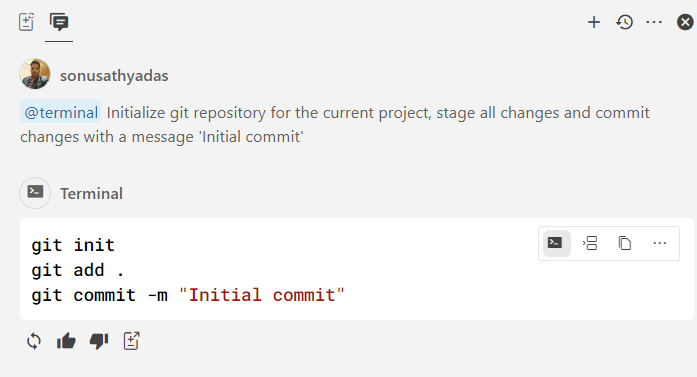 sonusathyadas
@terminal Initialize git repository for the current project, stage all changes and commit
changes with a message 'Initial commit'
Terminal
git init
git add .
git commit -m "Initial commit"